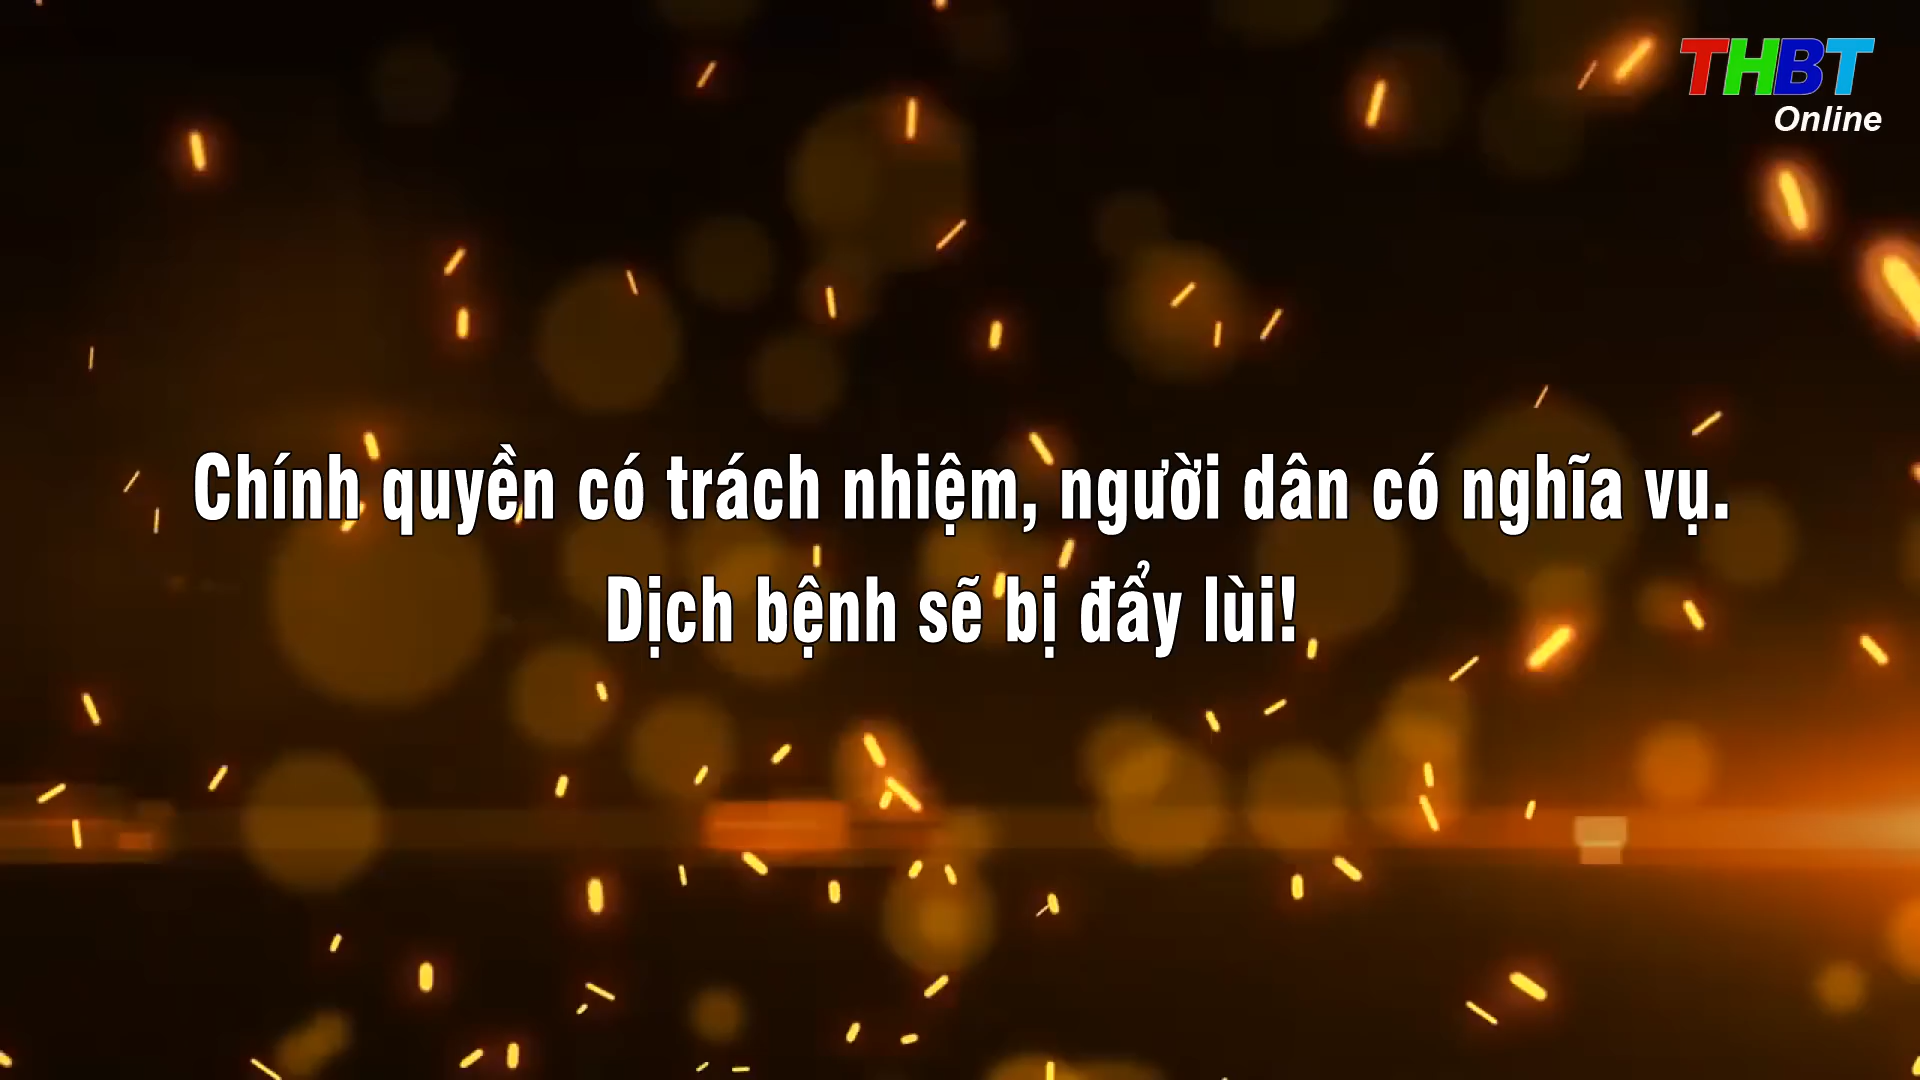 THBT
Online
Chính quyền có trách nhiệm, người dân có nghĩa vụ.
Dịch bệnh sẽ bị đẩy lùi!